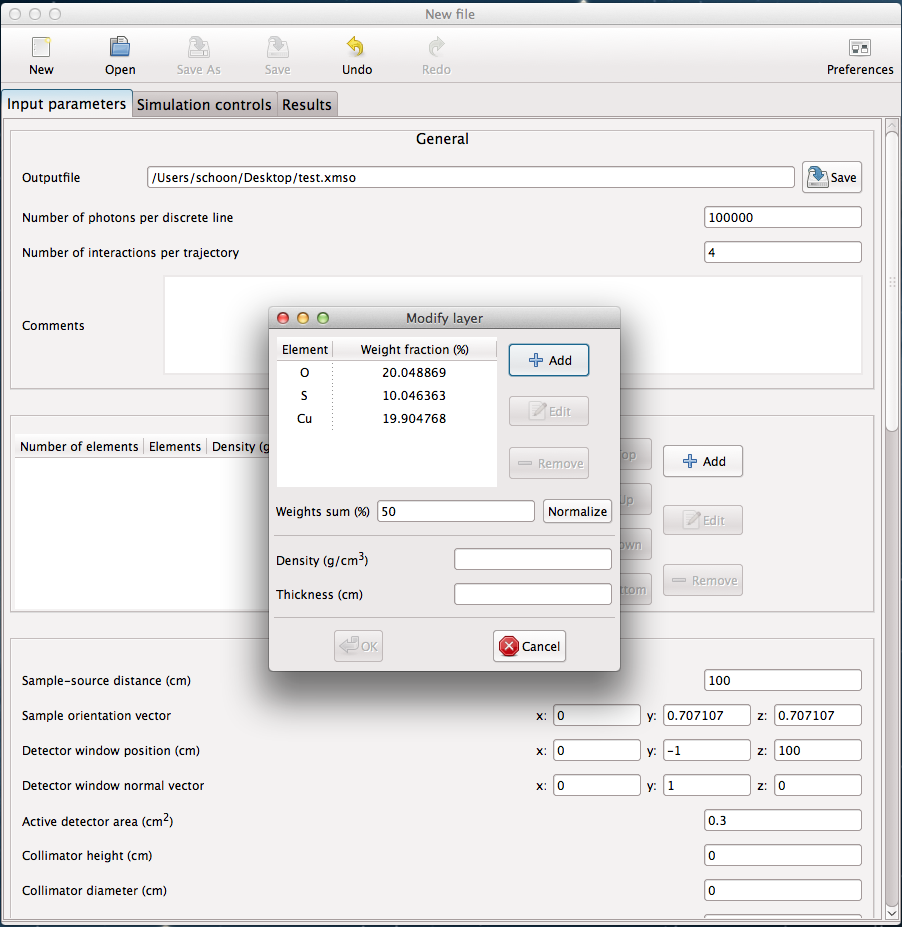 New file
New Open Save As Save Undo Redo Preferences
Input parameters Simulation controls Results
General
Outputfile /Users/schoon/Desktop/test.xmso Save
Number of photons per discrete line 100000
Number of interactions per trajectory 4
Comments
Modify layer
Element Weight fraction (%)
O 20.048869
S 10.046363
Cu 19.904768
Add
Edit
Remove
Weights sum (%) 50 Normalize
Density (g/cm3)
Thickness (cm)
OK Cancel
Number of elements Elements Density (g
op Add
Up
Edit
own
ttom Remove
Sample-source distance (cm) 100
Sample orientation vector x: 0 y: 0.707107 z: 0.707107
Detector window position (cm) x: 0 y: -1 z: 100
Detector window normal vector x: 0 y: 1 z: 0
Active detector area (cm2) 0.3
Collimator height (cm) 0
Collimator diameter (cm) 0